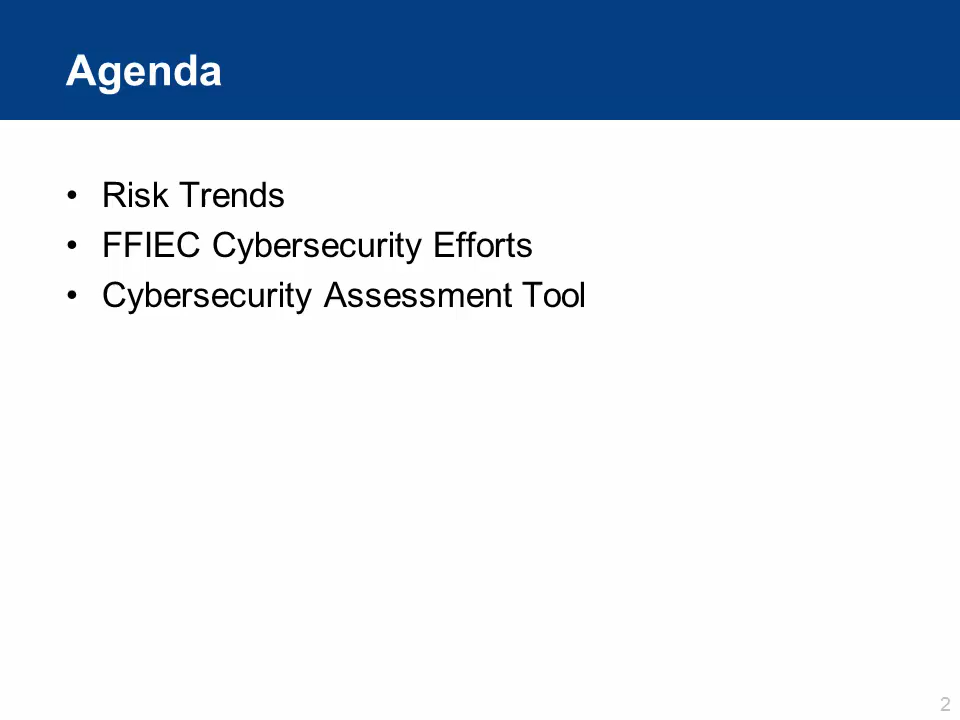 Agenda
• Risk Trends
• FFIEC Cybersecurity Efforts
• Cybersecurity Assessment Tool
2